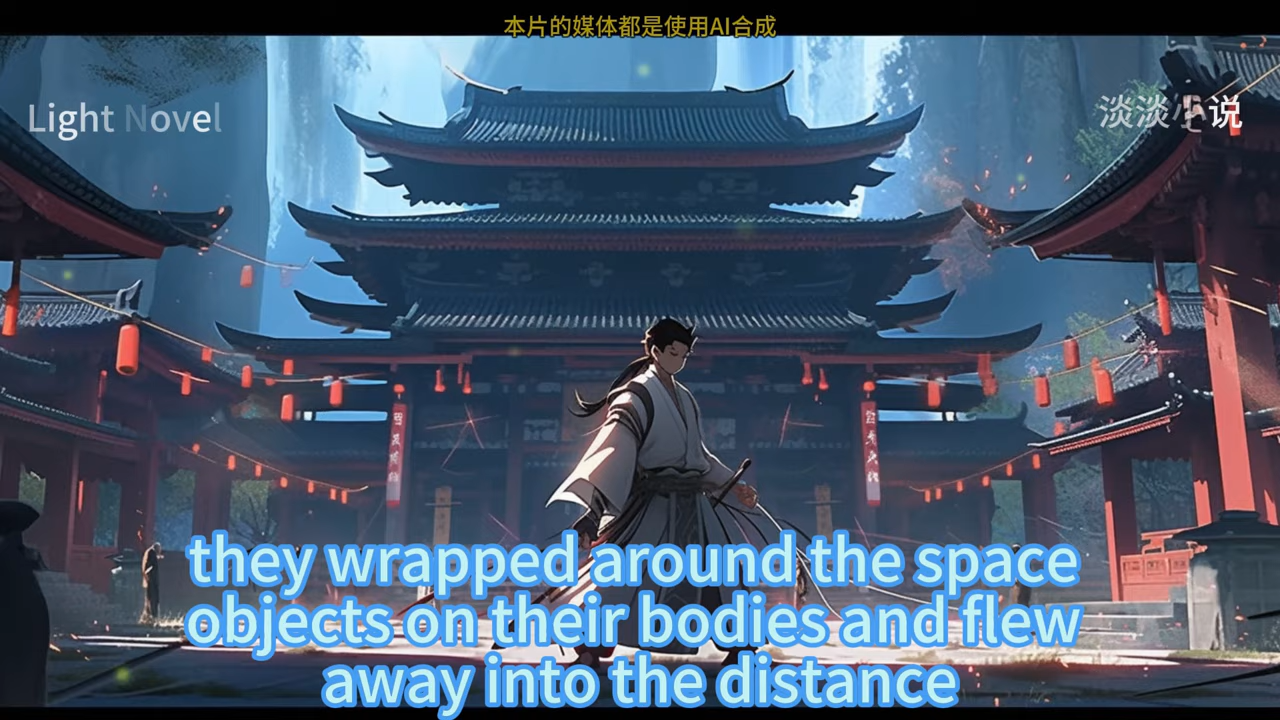 本片的媒体都是使用AI合成
Light Novel
淡淡小说
they wrapped around the space
objects on their bodies and flew
away into the distance